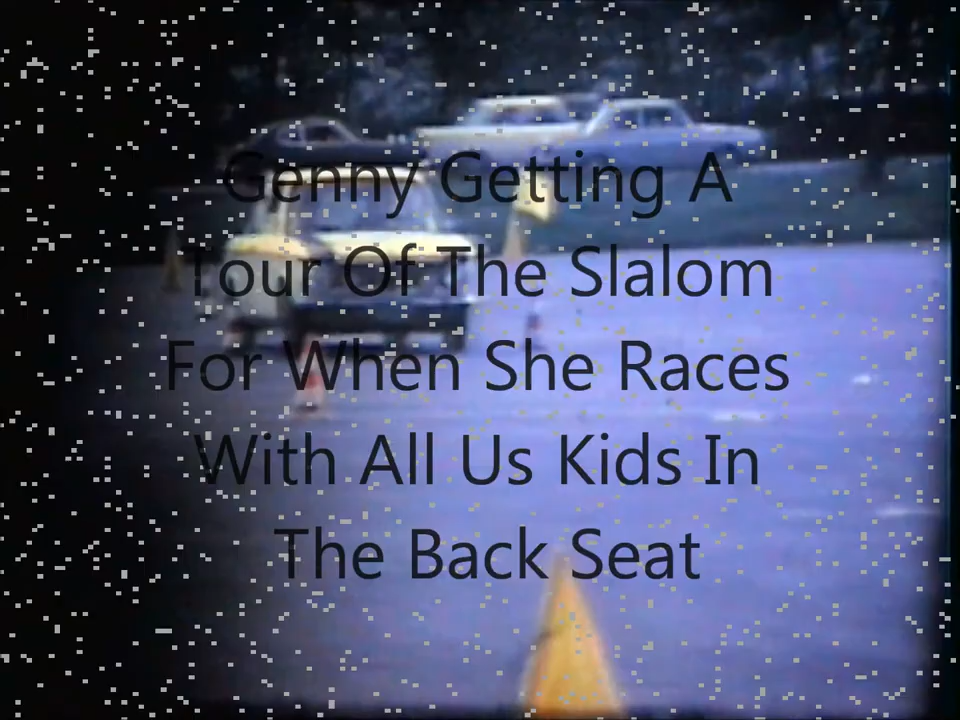 Genny Getting A
Tour Of The Slalom
For When She Races
With All Us Kids In
The Back Seat